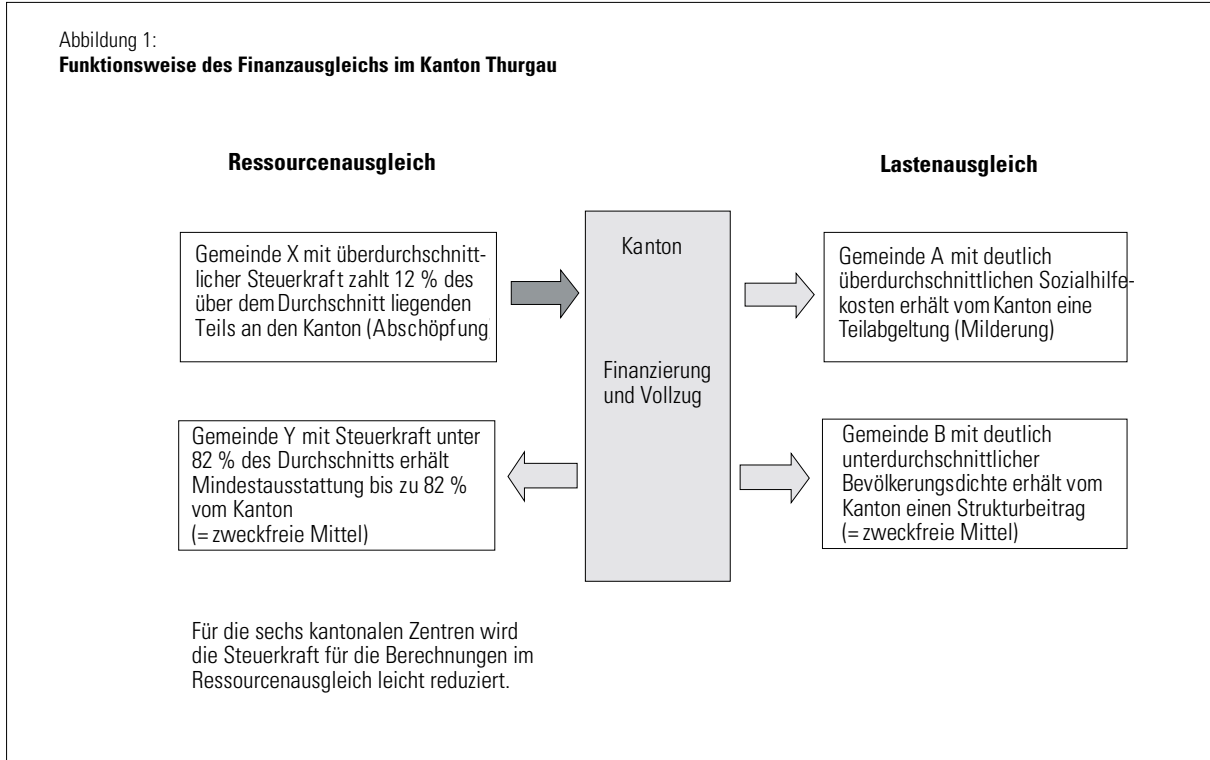 Abbildung 1:
Funktionsweise des Finanzausgleichs im Kanton Thurgau
Ressourcenausgleich
Gemeinde X mit überdurchschnitt-
licher Steuerkraft zahlt 12 % des
über dem Durchschnitt liegenden
Teils an den Kanton (Abschöpfung
Gemeinde Y mit Steuerkraft unter
82 % des Durchschnitts erhält
Mindestausstattung bis zu 82 %
vom Kanton
(= zweckfreie Mittel)
Für die sechs kantonalen Zentren wird
die Steuerkraft für die Berechnungen im
Ressourcenausgleich leicht reduziert.
Kanton
Finanzierung
und Vollzug
Lastenausgleich
Gemeinde A mit deutlich
überdurchschnittlichen Sozialhilfe-
kosten erhält vom Kanton eine
Teilabgeltung (Milderung)
Gemeinde B mit deutlich
unterdurchschnittlicher
Bevölkerungsdichte erhält vom
Kanton einen Strukturbeitrag
(= zweckfreie Mittel)